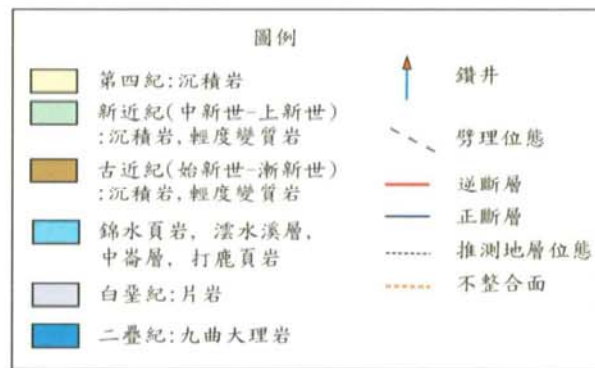 圖例
第四紀:沉積岩
新近紀(中新世-上新世)
:沉積岩,輕度變質岩
古近紀(始新世-漸新世)
:沉積岩,輕度變質岩
錦水頁岩, 澐水溪層,
中崙層, 打鹿頁岩
白堊紀:片岩
二疊紀:九曲大理岩
鑽井
劈理位態
逆斷層
正斷層
推測地層位態
不整合面